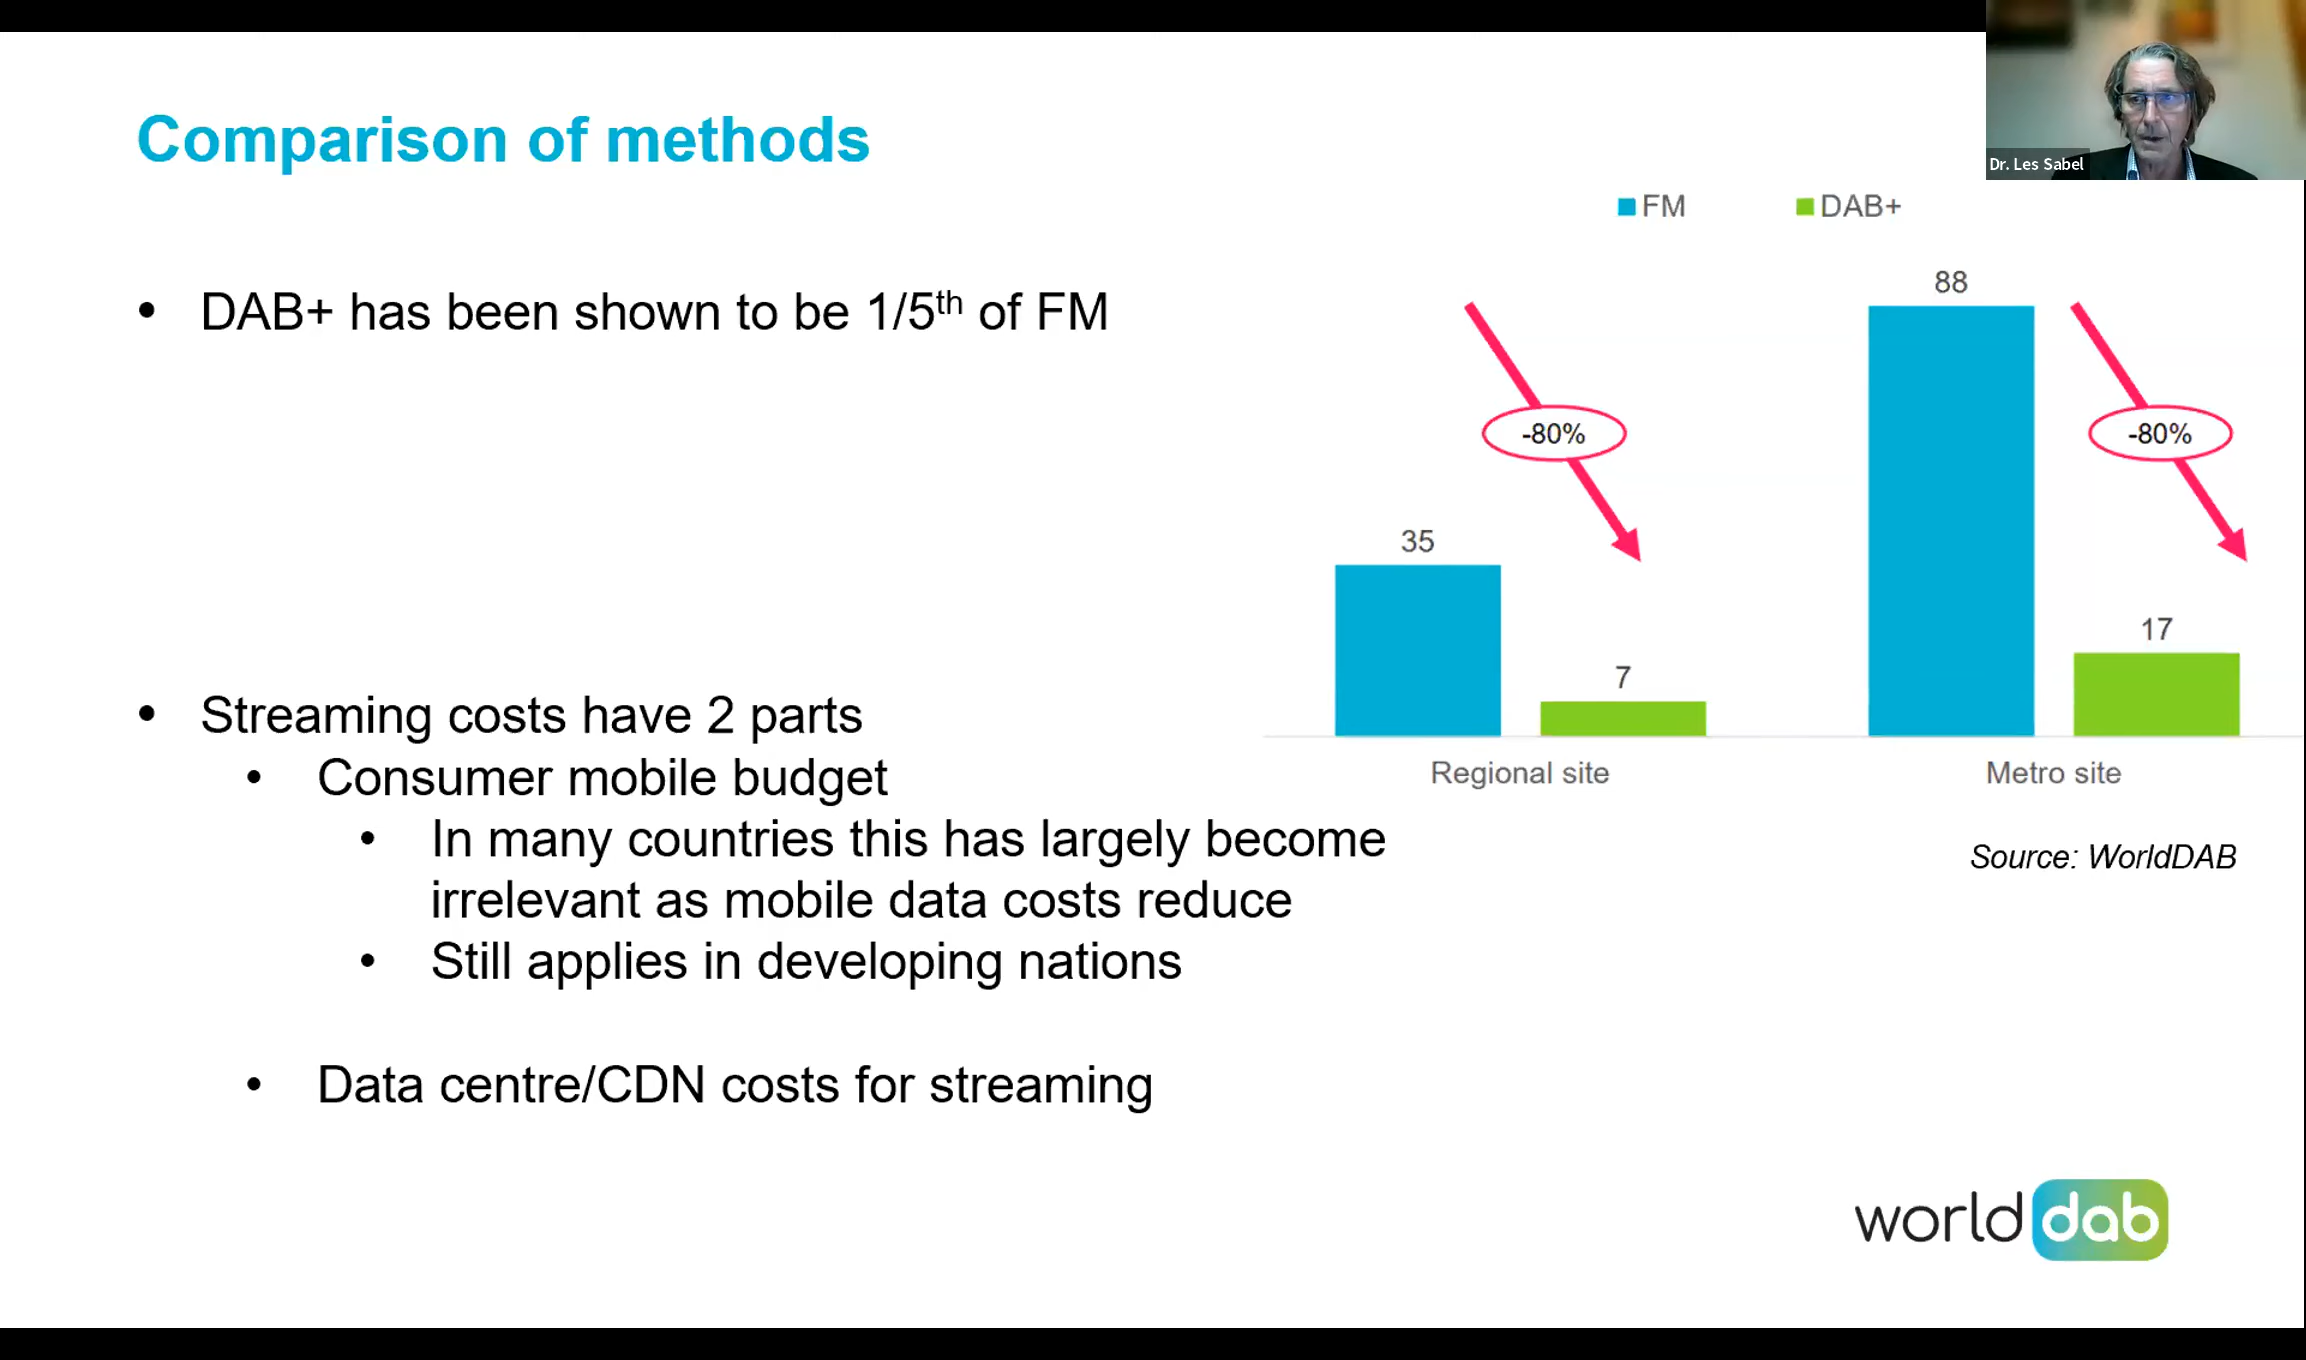 Dr. Les Sabel
Comparison of methods
• DAB+ has been shown to be 1/5th of FM
• Streaming costs have 2 parts
• Consumer mobile budget
• In many countries this has largely become
irrelevant as mobile data costs reduce
• Still applies in developing nations
• Data centre/CDN costs for streaming
FM DAB+
88
-80% -80%
35
17
7
Regional site Metro site
Source: WorldDAB
world dab